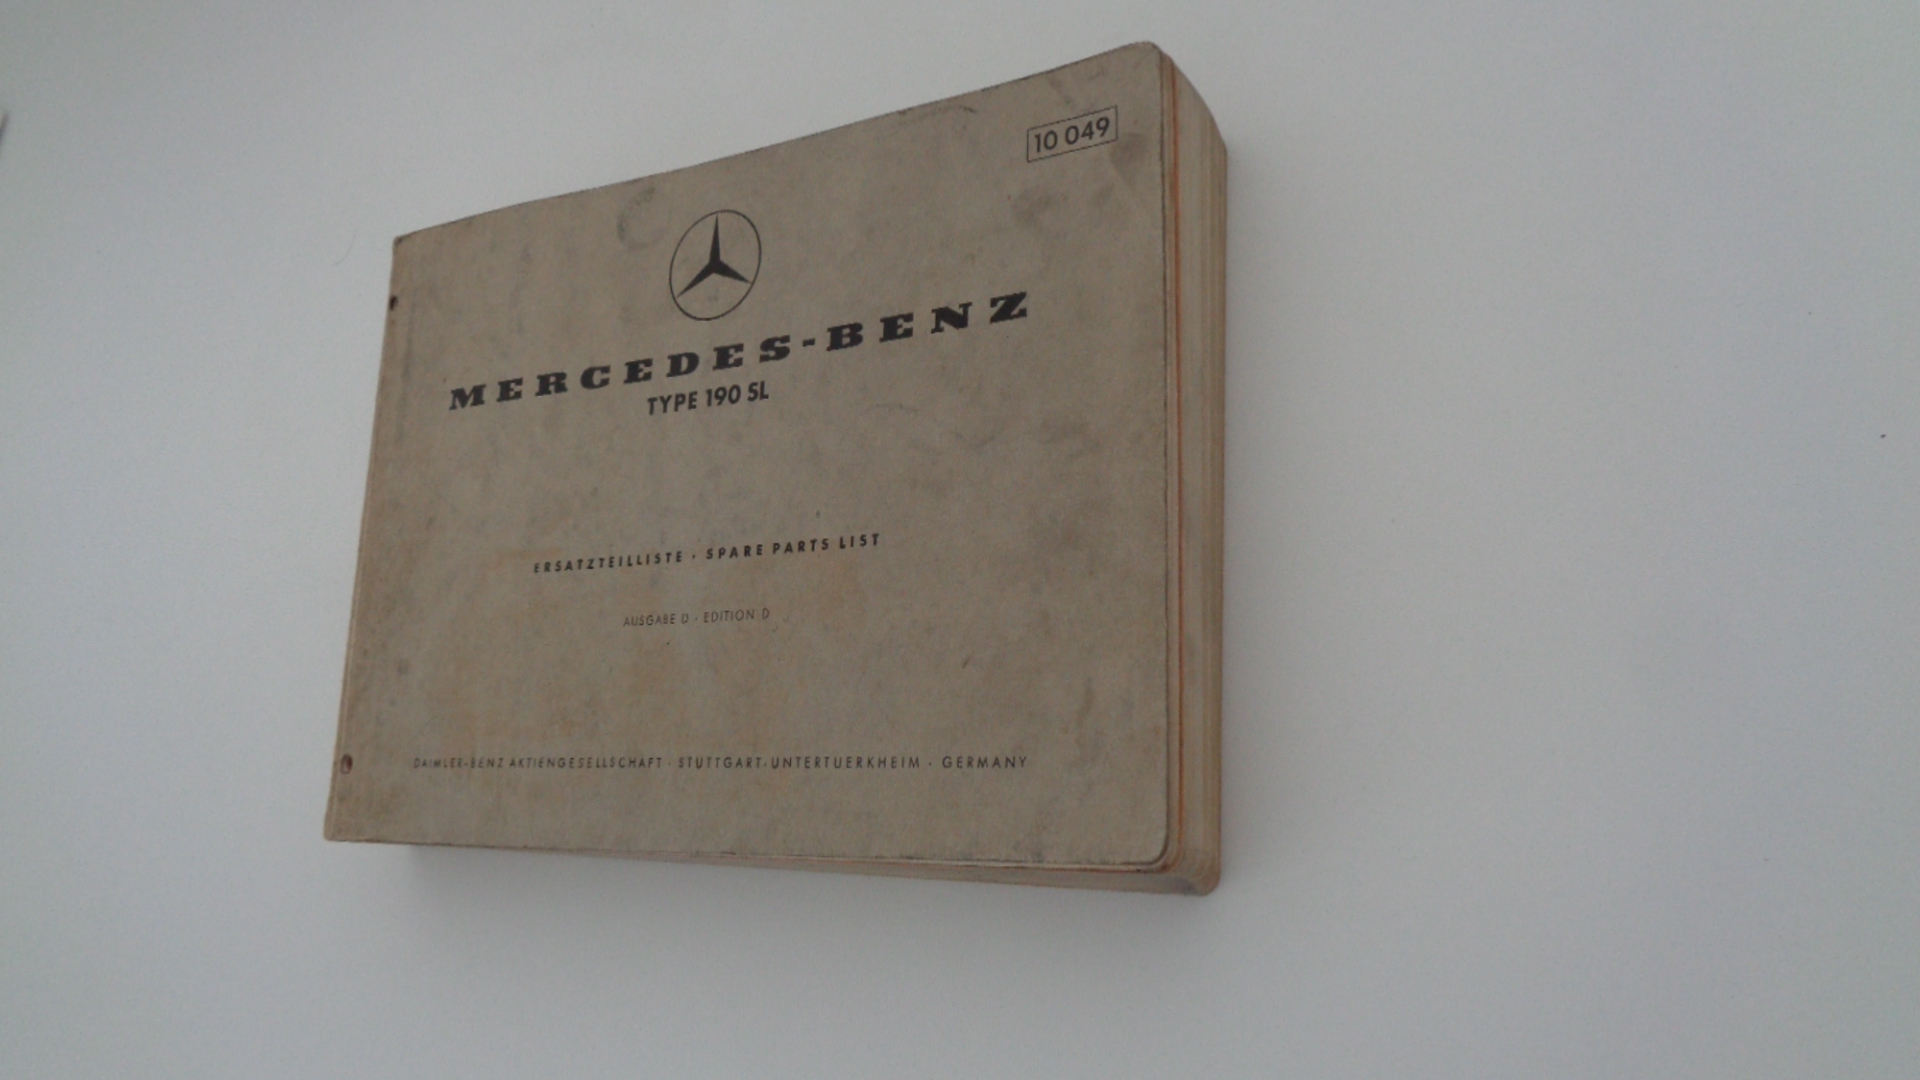 10 049
MERCEDES-BENZ
TYPE 190 SL
ERSATZTEILLISTE · SPARE PARTS LIST
AUSGABE D · EDITION D
DAIMLER-BENZ AKTIENGESELLSCHAFT · STUTTGART-UNTERTUERKHEIM · GERMANY